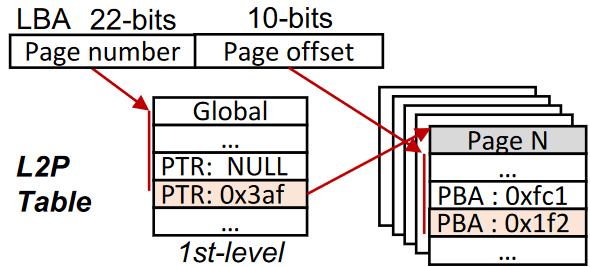 LBA 22-bits 10-bits
Page number Page offset
Global
...
PTR: NULL
PTR: 0x3af
...
1st-level
L2P
Table
Page N
...
PBA : 0xfc1
PBA : 0x1f2
...